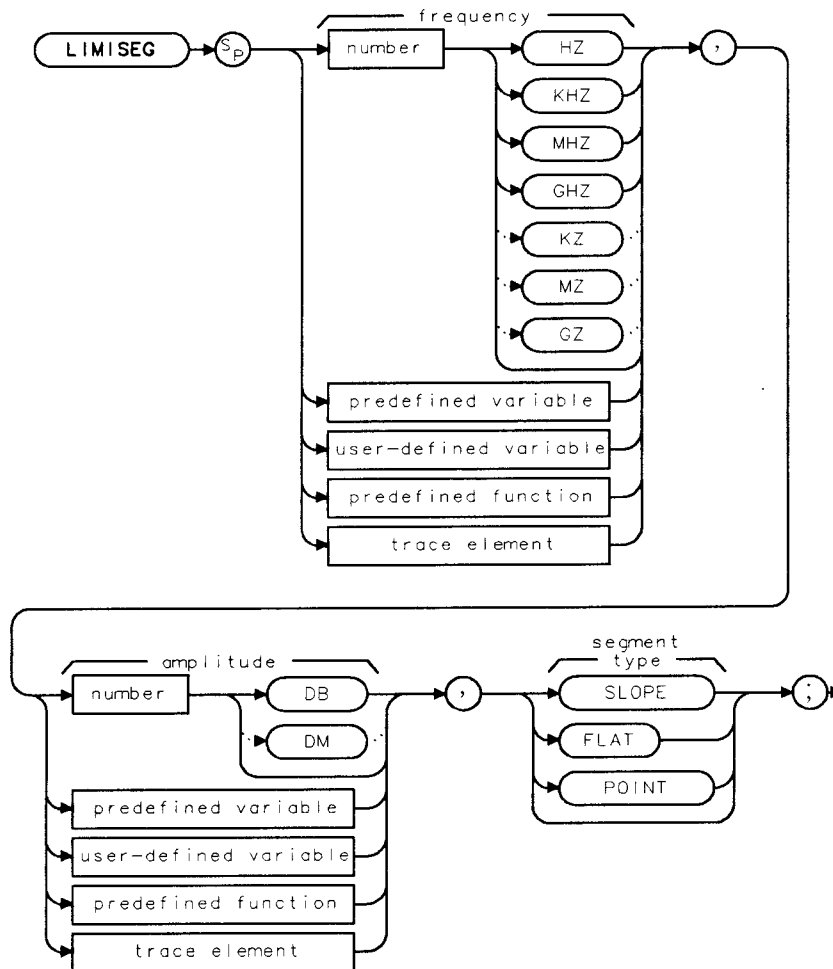 frequency
LIMISEG
Sp
number
HZ
,
KHZ
MHZ
GHZ
KZ
MZ
GZ
predefined variable
user-defined variable
predefined function
trace element
amplitude
segment
type
number
DB
,
SLOPE
;
DM
FLAT
POINT
predefined variable
user-defined variable
predefined function
trace element